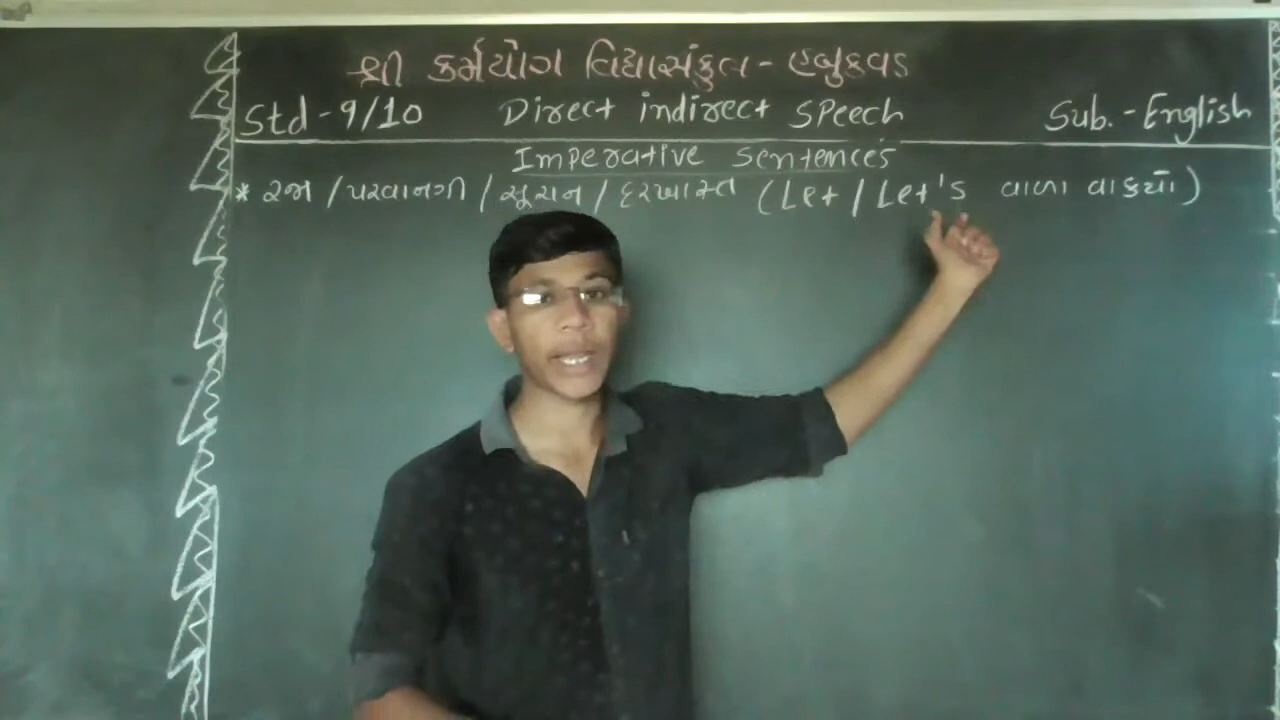 શ્રી કર્મયોગ વિદ્યાસંકુલ - હબુકવડ
Std - 9/10 Direct indirect speech Sub. - English
Imperative Sentences
* રજા / પરવાનગી / સૂચન / દરખાસ્ત (Let / Let's વાળા વાક્યો)